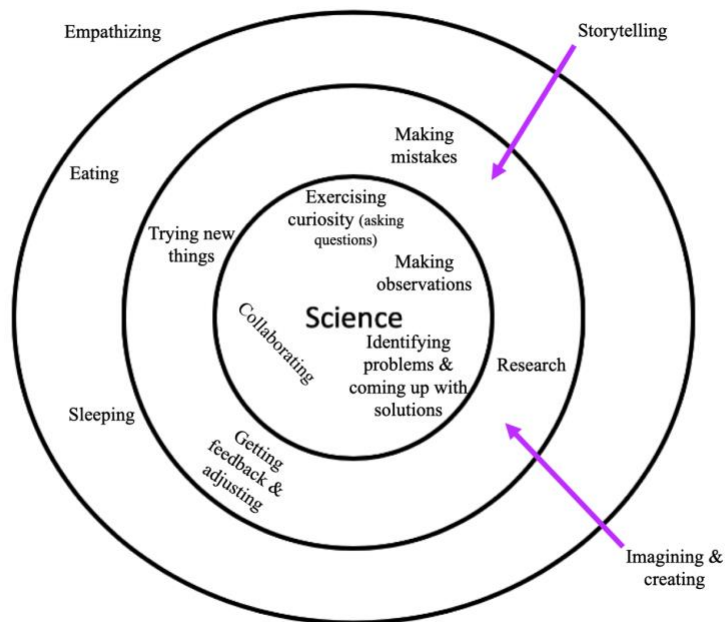 Empathizing
Storytelling
Making
mistakes
Eating
Exercising
curiosity (asking
questions)
Trying new
things
Making
observations
Science
Collaborating
Identifying
problems &
coming up with
solutions
Research
Sleeping
Getting
feedback &
adjusting
Imagining &
creating